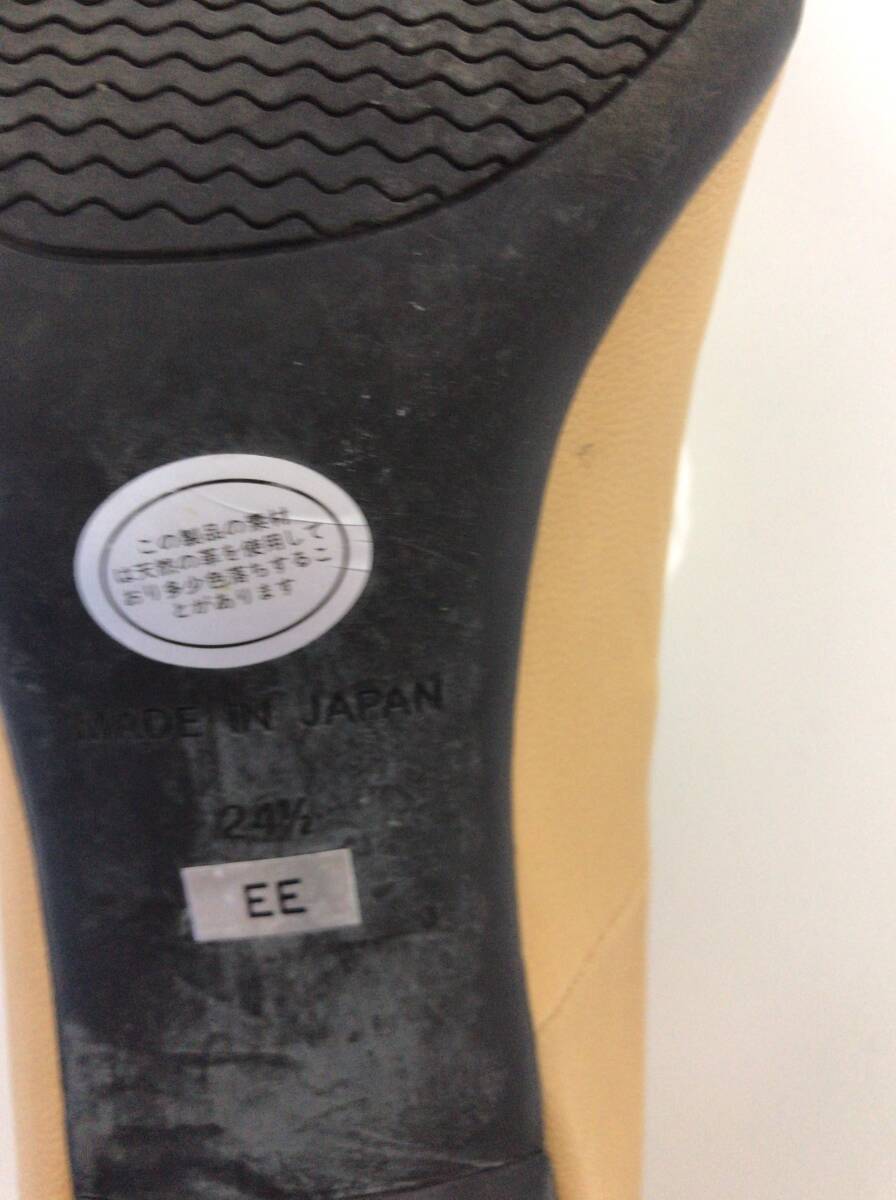 この製品の素材
は天然の革を使用して
おり多少色落ちするこ
とがあります
MADE IN JAPAN
24½
EE